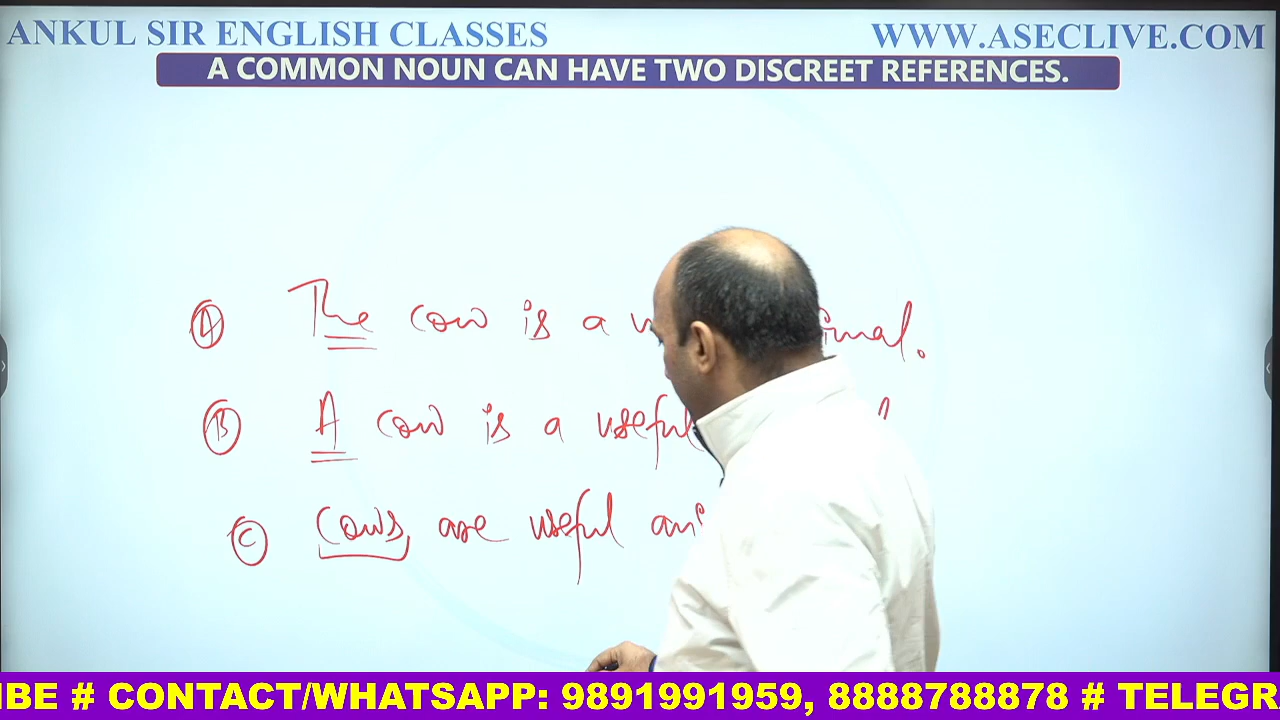 ANKUL SIR ENGLISH CLASSES
WWW.ASECLIVE.COM
A COMMON NOUN CAN HAVE TWO DISCREET REFERENCES.
A The cow is a
B A cow is a useful
C Cows are useful
IBE # CONTACT/WHATSAPP: 9891991959, 8888788878 # TELEGR